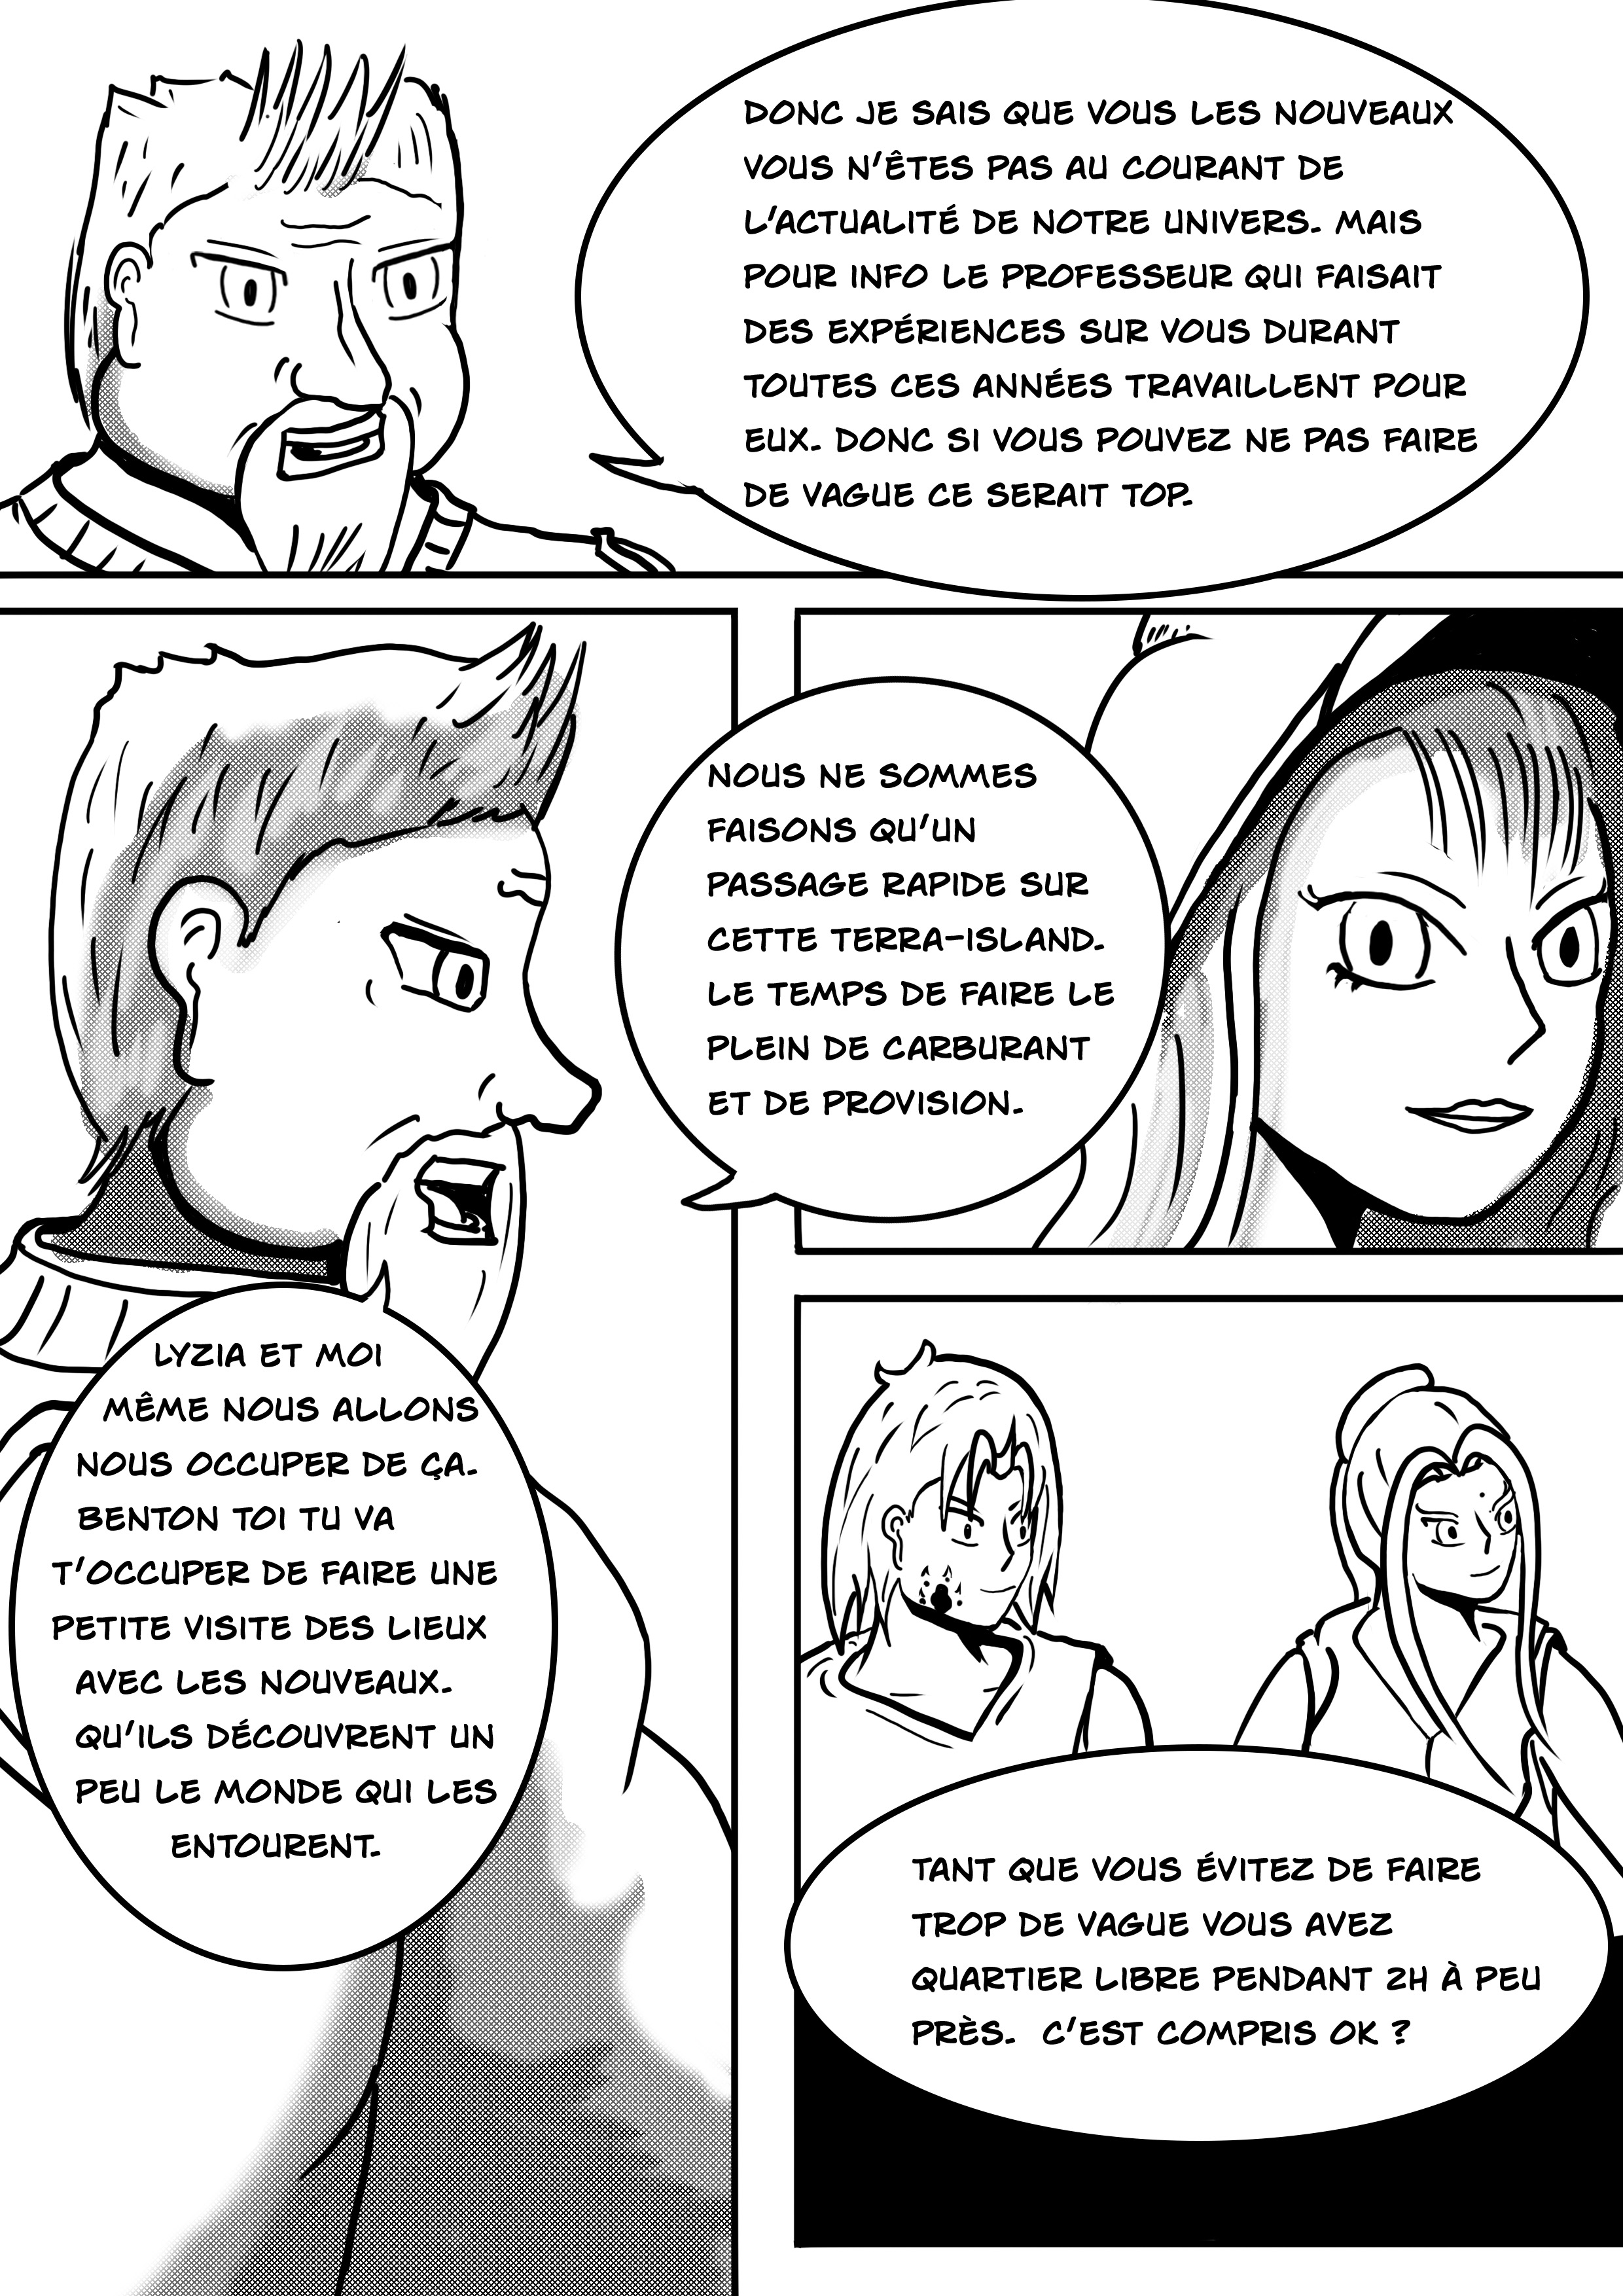 DONC JE SAIS QUE VOUS LES NOUVEAUX
VOUS N'ÊTES PAS AU COURANT DE
L'ACTUALITÉ DE NOTRE UNIVERS. MAIS
POUR INFO LE PROFESSEUR QUI FAISAIT
DES EXPÉRIENCES SUR VOUS DURANT
TOUTES CES ANNÉES TRAVAILLENT POUR
EUX. DONC SI VOUS POUVEZ NE PAS FAIRE
DE VAGUE CE SERAIT TOP.
NOUS NE SOMMES
FAISONS QU'UN
PASSAGE RAPIDE SUR
CETTE TERRA-ISLAND.
LE TEMPS DE FAIRE LE
PLEIN DE CARBURANT
ET DE PROVISION.
LYZIA ET MOI
MÊME NOUS ALLONS
NOUS OCCUPER DE ÇA.
BENTON TOI TU VA
T'OCCUPER DE FAIRE UNE
PETITE VISITE DES LIEUX
AVEC LES NOUVEAUX.
QU'ILS DÉCOUVRENT UN
PEU LE MONDE QUI LES
ENTOURENT.
TANT QUE VOUS ÉVITEZ DE FAIRE
TROP DE VAGUE VOUS AVEZ
QUARTIER LIBRE PENDANT 2H À PEU
PRÈS. C'EST COMPRIS OK ?